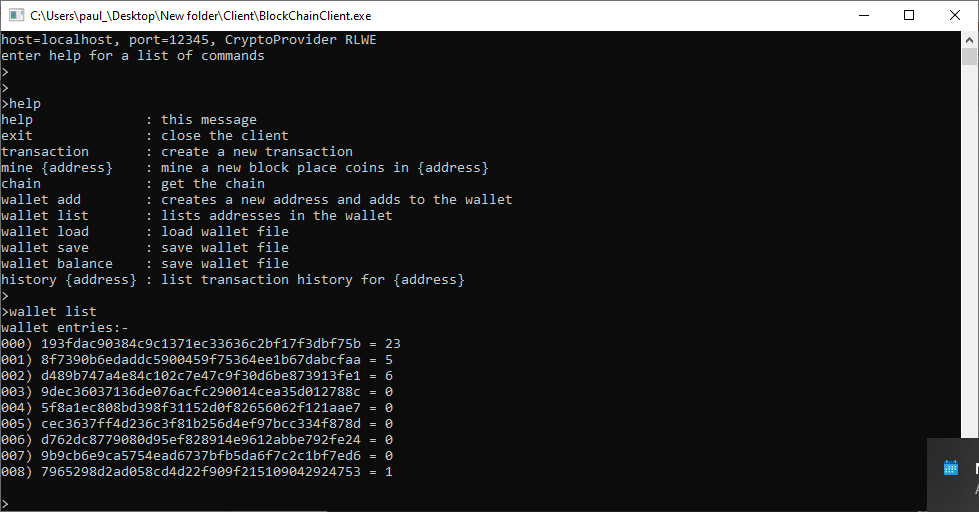 C:\Users\paul_\Desktop\New folder\Client\BlockChainClient.exe
host=localhost, port=12345, CryptoProvider RLWE
enter help for a list of commands
>
>
>help
help              : this message
exit              : close the client
transaction       : create a new transaction
mine {address}    : mine a new block place coins in {address}
chain             : get the chain
wallet add        : creates a new address and adds to the wallet
wallet list       : lists addresses in the wallet
wallet load       : load wallet file
wallet save       : save wallet file
wallet balance    : save wallet file
history {address} : list transaction history for {address}
>
>wallet list
wallet entries:-
000) 193fdac90384c9c1371ec33636c2bf17f3dbf75b = 23
001) 8f7390b6edaddc5900459f75364ee1b67dabcfaa = 5
002) d489b747a4e84c102c7e47c9f30d6be873913fe1 = 6
003) 9dec36037136de076acfc290014cea35d012788c = 0
004) 5f8a1ec808bd398f31152d0f82656062f121aae7 = 0
005) cec3637ff4d236c3f81b256d4ef97bcc334f878d = 0
006) d762dc8779080d95ef828914e9612abbe792fe24 = 0
007) 9b9cb6e9ca5754ead6737bfb5da6f7c2c1bf7ed6 = 0
008) 7965298d2ad058cd4d22f909f215109042924753 = 1
>